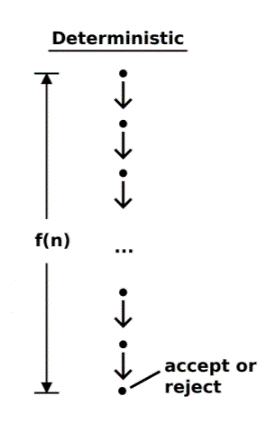 Deterministic
f(n)
...
accept or
reject